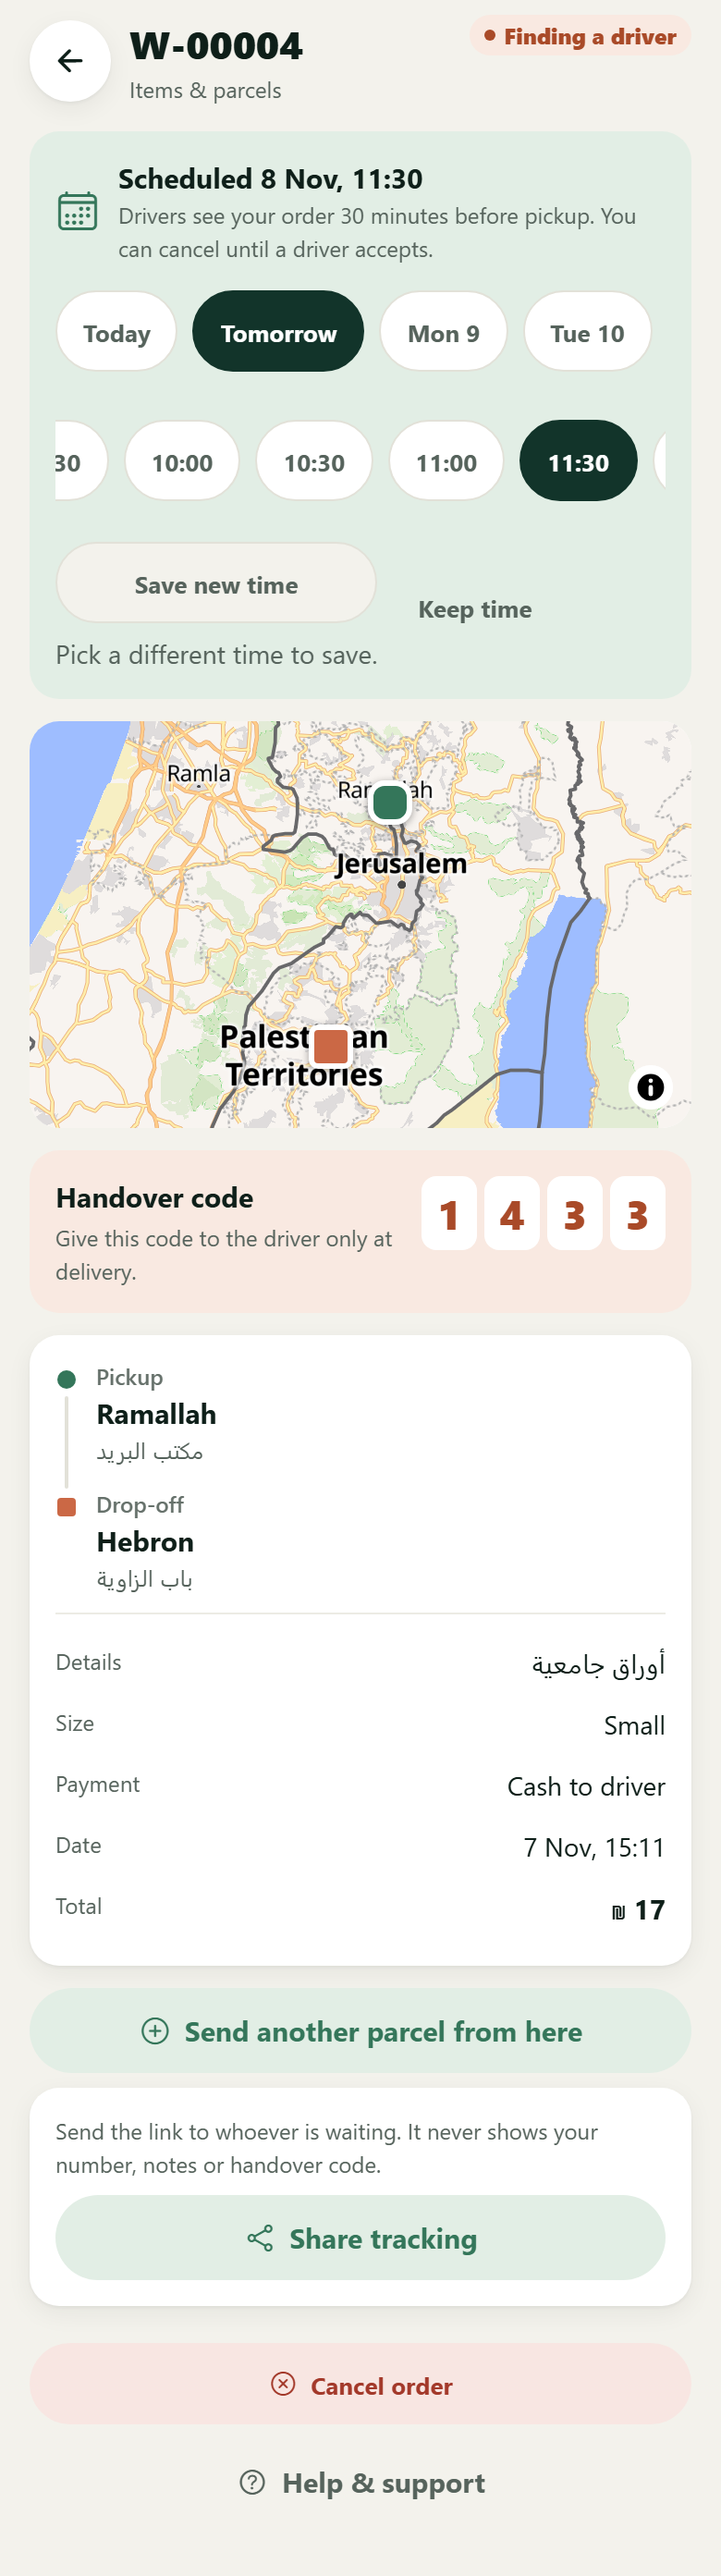 W-00004
Finding a driver
Items & parcels
Scheduled 8 Nov, 11:30
Drivers see your order 30 minutes before pickup. You
can cancel until a driver accepts.
Today
Tomorrow
Mon 9
Tue 10
30
10:00
10:30
11:00
11:30
Save new time
Keep time
Pick a different time to save.
Ramla
Jerusalem
Territories
Handover code
1 4 3 3
Give this code to the driver only at
delivery.
Pickup
Ramallah
مكتب البريد
Drop-off
Hebron
باب الزاوية
Details
أوراق جامعية
Size
Small
Payment
Cash to driver
Date
7 Nov, 15:11
Total
₪ 17
Send another parcel from here
Send the link to whoever is waiting. It never shows your
number, notes or handover code.
Share tracking
Cancel order
Help & support